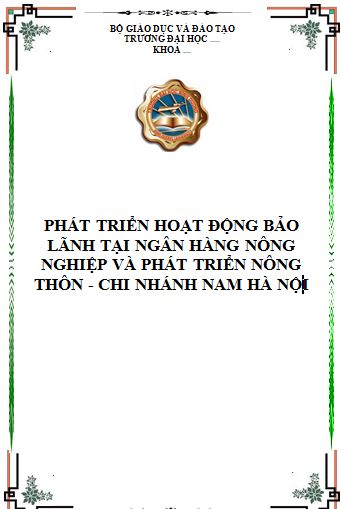 BỘ GIÁO DỤC VÀ ĐÀO TẠO
TRƯỜNG ĐẠI HỌC ......
KHOÁ .....
PHÁT TRIỂN HOẠT ĐỘNG BẢO
LÃNH TẠI NGÂN HÀNG NÔNG
NGHIỆP VÀ PHÁT TRIỂN NÔNG
THÔN - CHI NHÁNH NAM HÀ NỘI